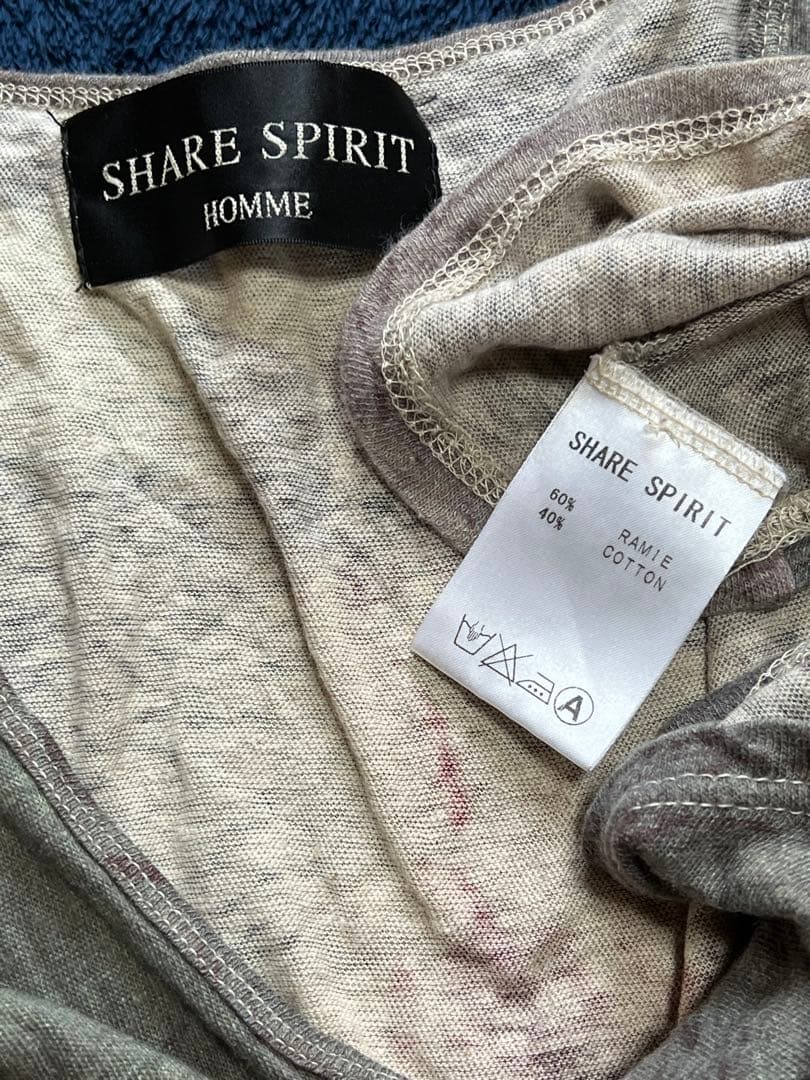 SHARE SPIRIT
HOMME
SHARE SPIRIT
60% RAMIE
40% COTTON
A